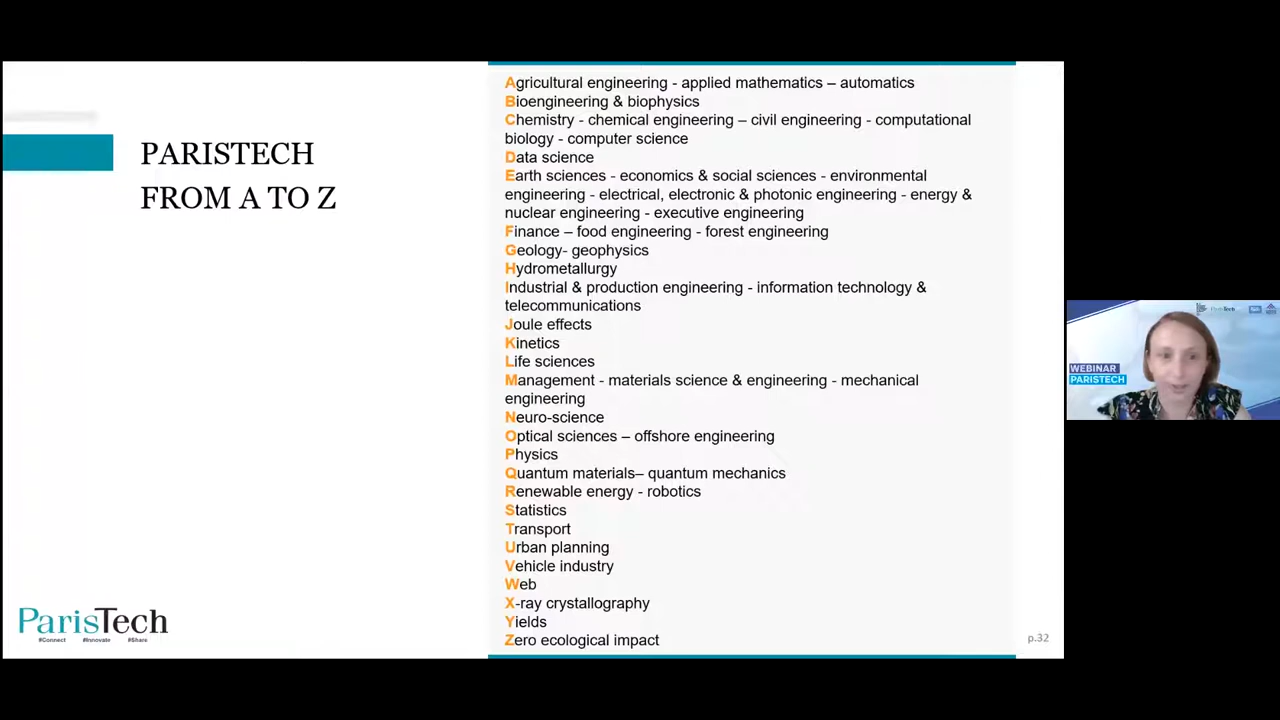 PARISTECH
FROM A TO Z
Agricultural engineering - applied mathematics – automatics
Bioengineering & biophysics
Chemistry - chemical engineering – civil engineering - computational
biology - computer science
Data science
Earth sciences - economics & social sciences - environmental
engineering - electrical, electronic & photonic engineering - energy &
nuclear engineering - executive engineering
Finance – food engineering - forest engineering
Geology- geophysics
Hydrometallurgy
Industrial & production engineering - information technology &
telecommunications
Joule effects
Kinetics
Life sciences
Management - materials science & engineering - mechanical
engineering
Neuro-science
Optical sciences – offshore engineering
Physics
Quantum materials– quantum mechanics
Renewable energy - robotics
Statistics
Transport
Urban planning
Vehicle industry
Web
X-ray crystallography
Yields
Zero ecological impact
ParisTech
#Connect #Innovate #Share
p.32
ParisTech
WEBINAR
PARISTECH